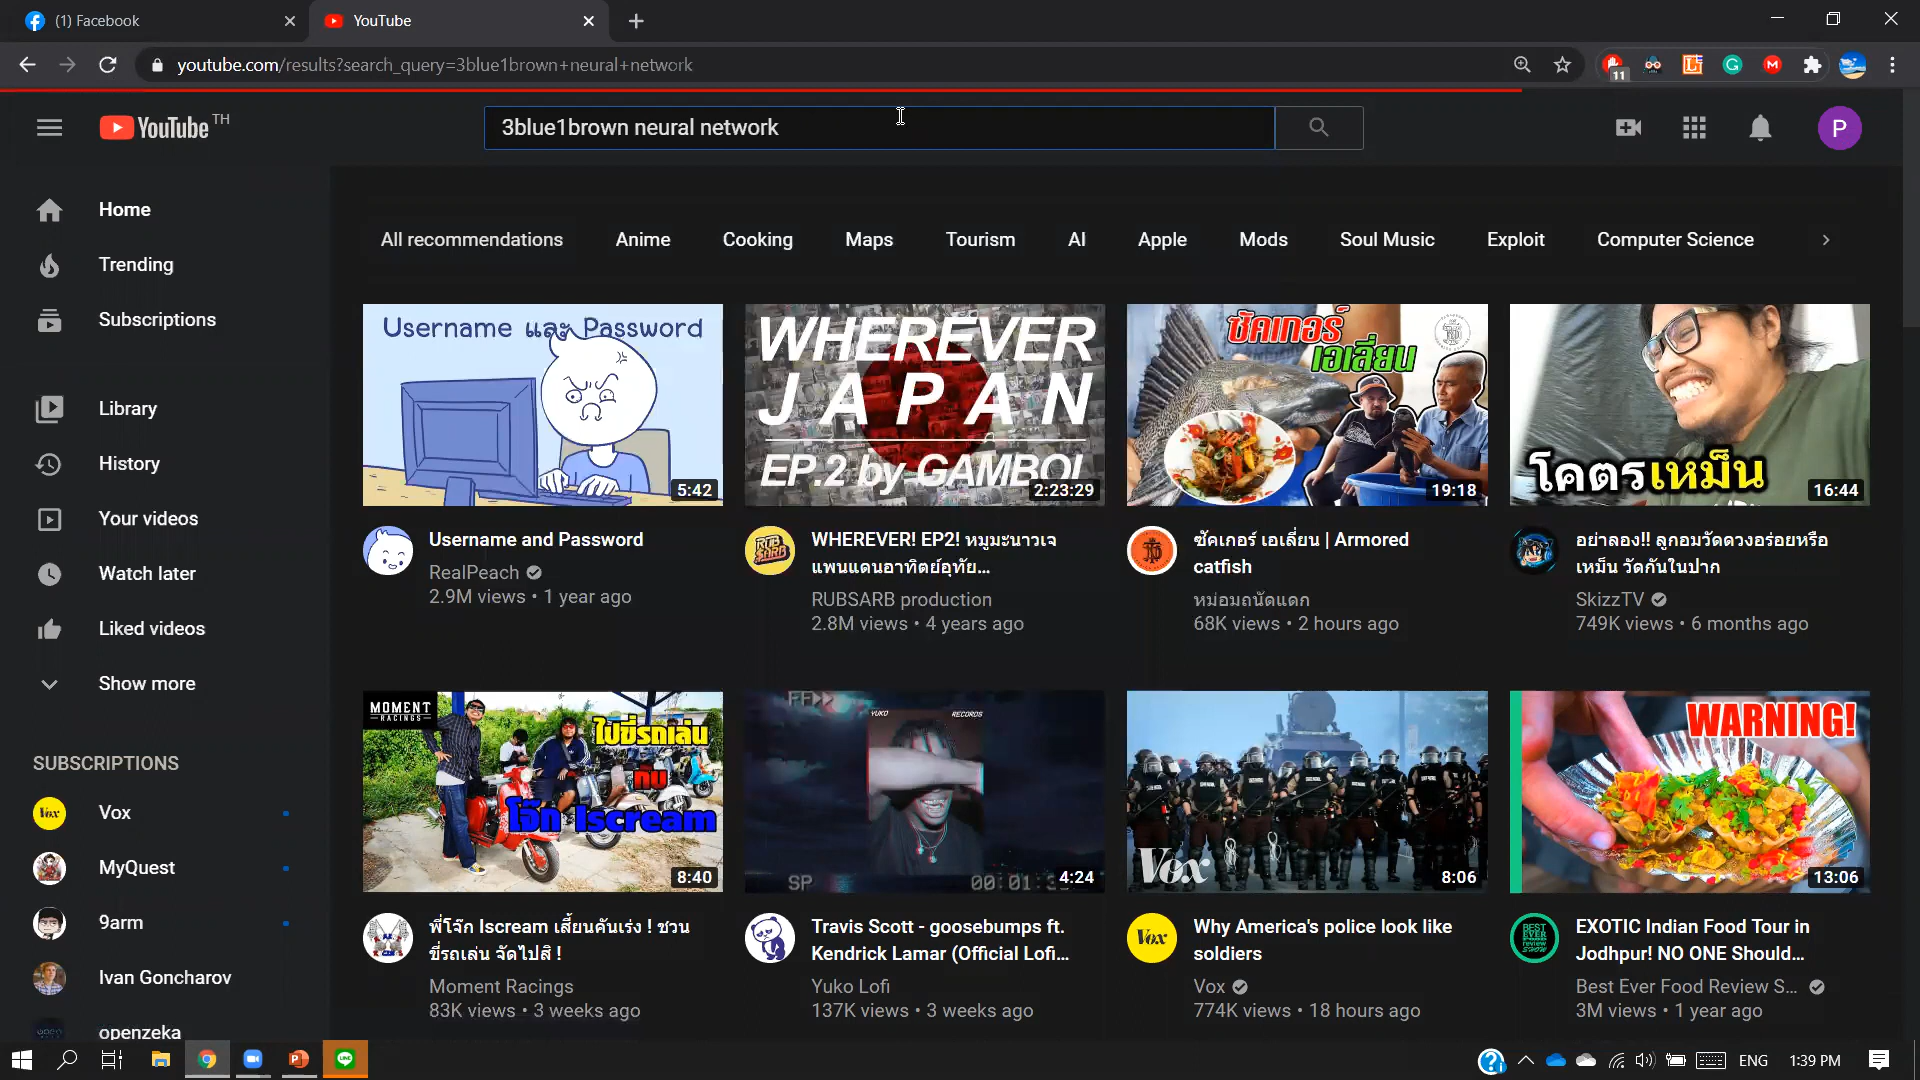 (1) Facebook
YouTube
youtube.com/results?search_query=3blue1brown+neural+network
11
YouTube TH
3blue1brown neural network
P
Home
Trending
Subscriptions
Library
History
Your videos
Watch later
Liked videos
Show more
SUBSCRIPTIONS
Vox
MyQuest
9arm
Ivan Goncharov
openzeka
All recommendations
Anime
Cooking
Maps
Tourism
AI
Apple
Mods
Soul Music
Exploit
Computer Science
Username และ Password
5:42
Username and Password
RealPeach
2.9M views • 1 year ago
WHEREVER
JAPAN
EP.2 by GAMBOL
2:23:29
RUB
SARB
WHEREVER! EP2! หมูมะนาวเจ
แพนแดนอาทิตย์อุทัย...
RUBSARB production
2.8M views • 4 years ago
ซัคเกอร์
เอเลี่ยน
19:18
ซัคเกอร์ เอเลี่ยน | Armored
catfish
หม่อมถนัดแดก
68K views • 2 hours ago
โคตรเหม็น
16:44
อย่าลอง!! ลูกอมวัดดวงอร่อยหรือ
เหม็น วัดกันในปาก
SkizzTV
749K views • 6 months ago
MOMENT
RACINGS
ไปขี่รถเล่น
กับ
โจ๊ก Iscream
8:40
พี่โจ๊ก Iscream เสี้ยนคันเร่ง ! ชวน
ขี่รถเล่น จัดไปสิ !
Moment Racings
83K views • 3 weeks ago
FF
YUKO
RECORDS
SP
4:24
Travis Scott - goosebumps ft.
Kendrick Lamar (Official Lofi...
Yuko Lofi
137K views • 3 weeks ago
Vox
8:06
Vox
Why America's police look like
soldiers
Vox
774K views • 18 hours ago
WARNING!
13:06
BEST
EVER
review
SHOW
EXOTIC Indian Food Tour in
Jodhpur! NO ONE Should...
Best Ever Food Review S...
3M views • 1 year ago
ENG
1:39 PM